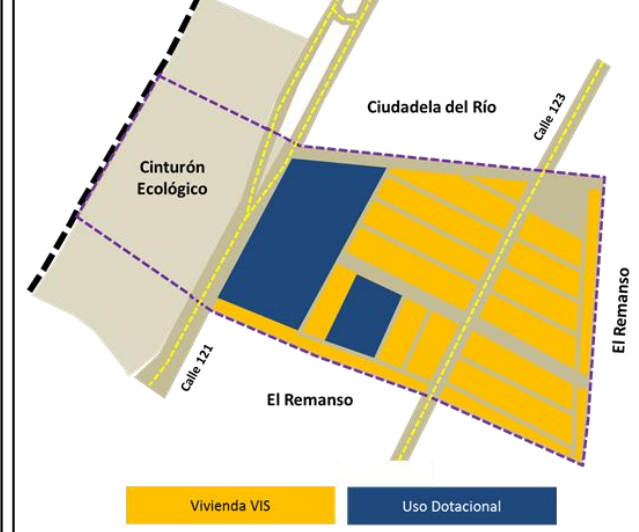 Ciudadela del Río
Calle 123
Cinturón
Ecológico
El Remanso
Calle 121
El Remanso
Vivienda VIS
Uso Dotacional